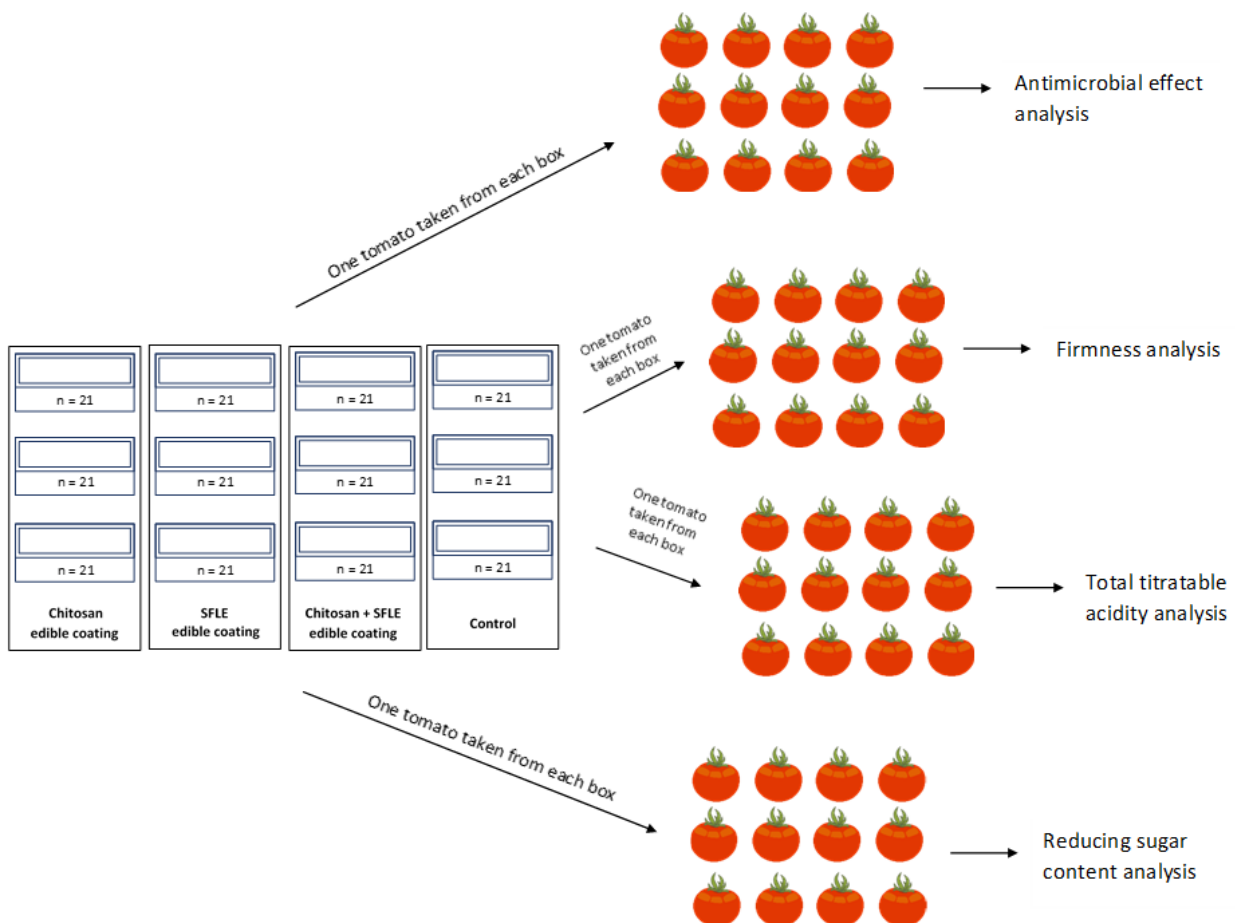 One tomato taken from each box
Antimicrobial effect
analysis
One tomato
taken from
each box
Firmness analysis
n = 21
n = 21
n = 21
n = 21
n = 21
n = 21
n = 21
n = 21
n = 21
n = 21
n = 21
n = 21
Chitosan
edible coating
SFLE
edible coating
Chitosan + SFLE
edible coating
Control
One tomato
taken from
each box
Total titratable
acidity analysis
One tomato taken from each box
Reducing sugar
content analysis